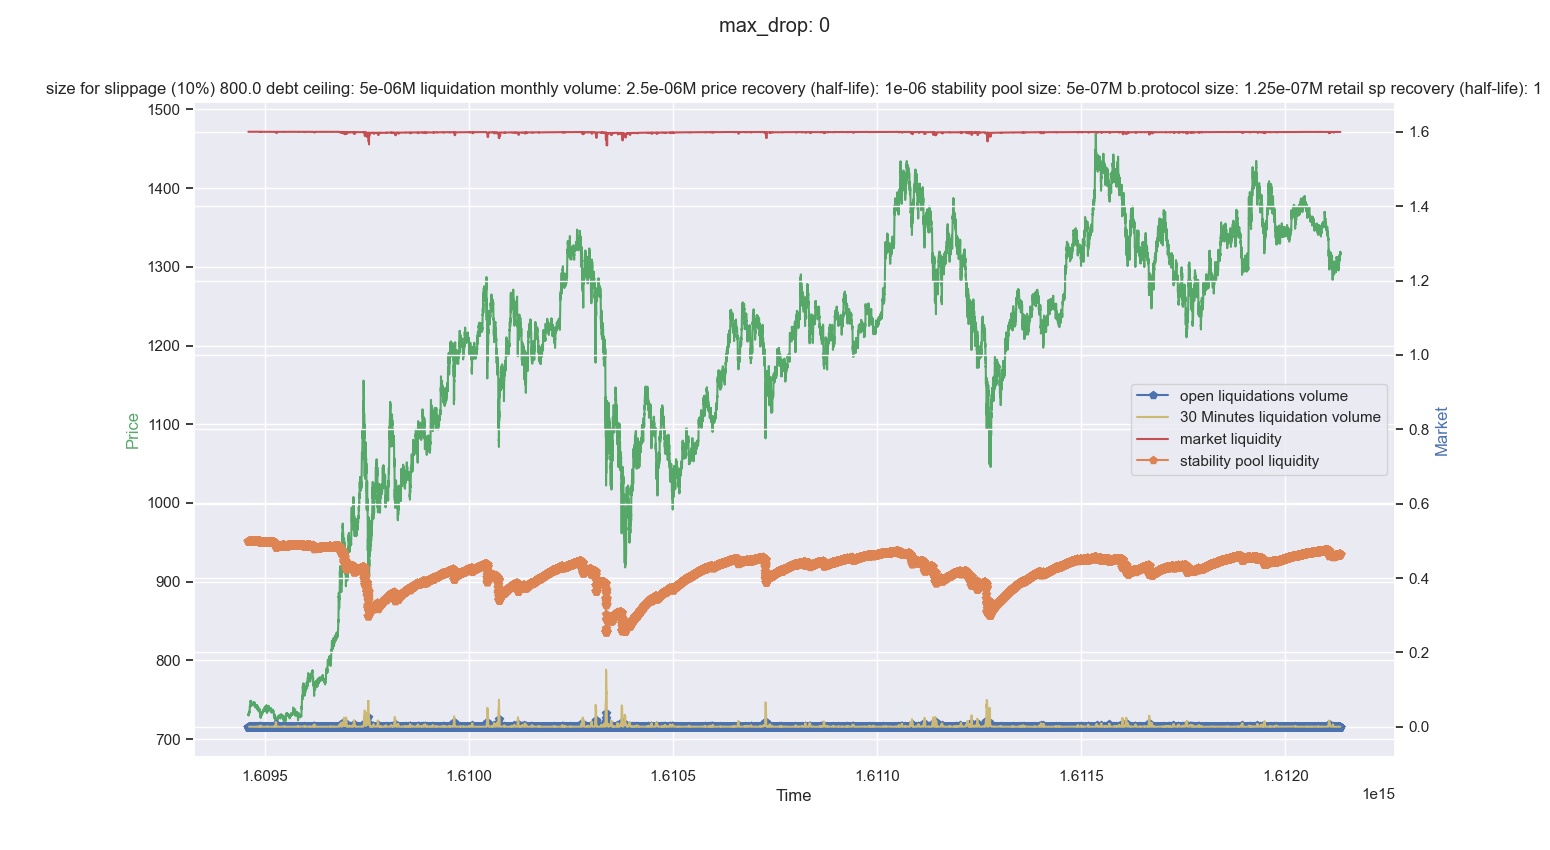 max_drop: 0
size for slippage (10%) 800.0 debt ceiling: 5e-06M liquidation monthly volume: 2.5e-06M price recovery (half-life): 1e-06 stability pool size: 5e-07M b.protocol size: 1.25e-07M retail sp recovery (half-life): 1
1500
1400
1300
1200
1100
1000
900
800
700
Price
1.6
1.4
1.2
1.0
0.8
0.6
0.4
0.2
0.0
Market
open liquidations volume
30 Minutes liquidation volume
market liquidity
stability pool liquidity
1.6095 1.6100 1.6105 1.6110 1.6115 1.6120
Time
1e15